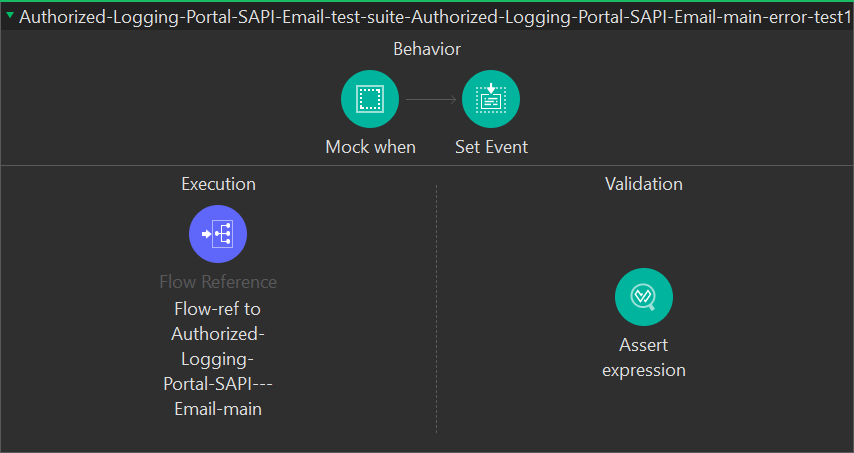 Authorized-Logging-Portal-SAPI-Email-test-suite-Authorized-Logging-Portal-SAPI-Email-main-error-test1
Behavior
Mock when
Set Event
Execution
Flow Reference
Flow-ref to
Authorized-
Logging-
Portal-SAPI---
Email-main
Validation
Assert
expression